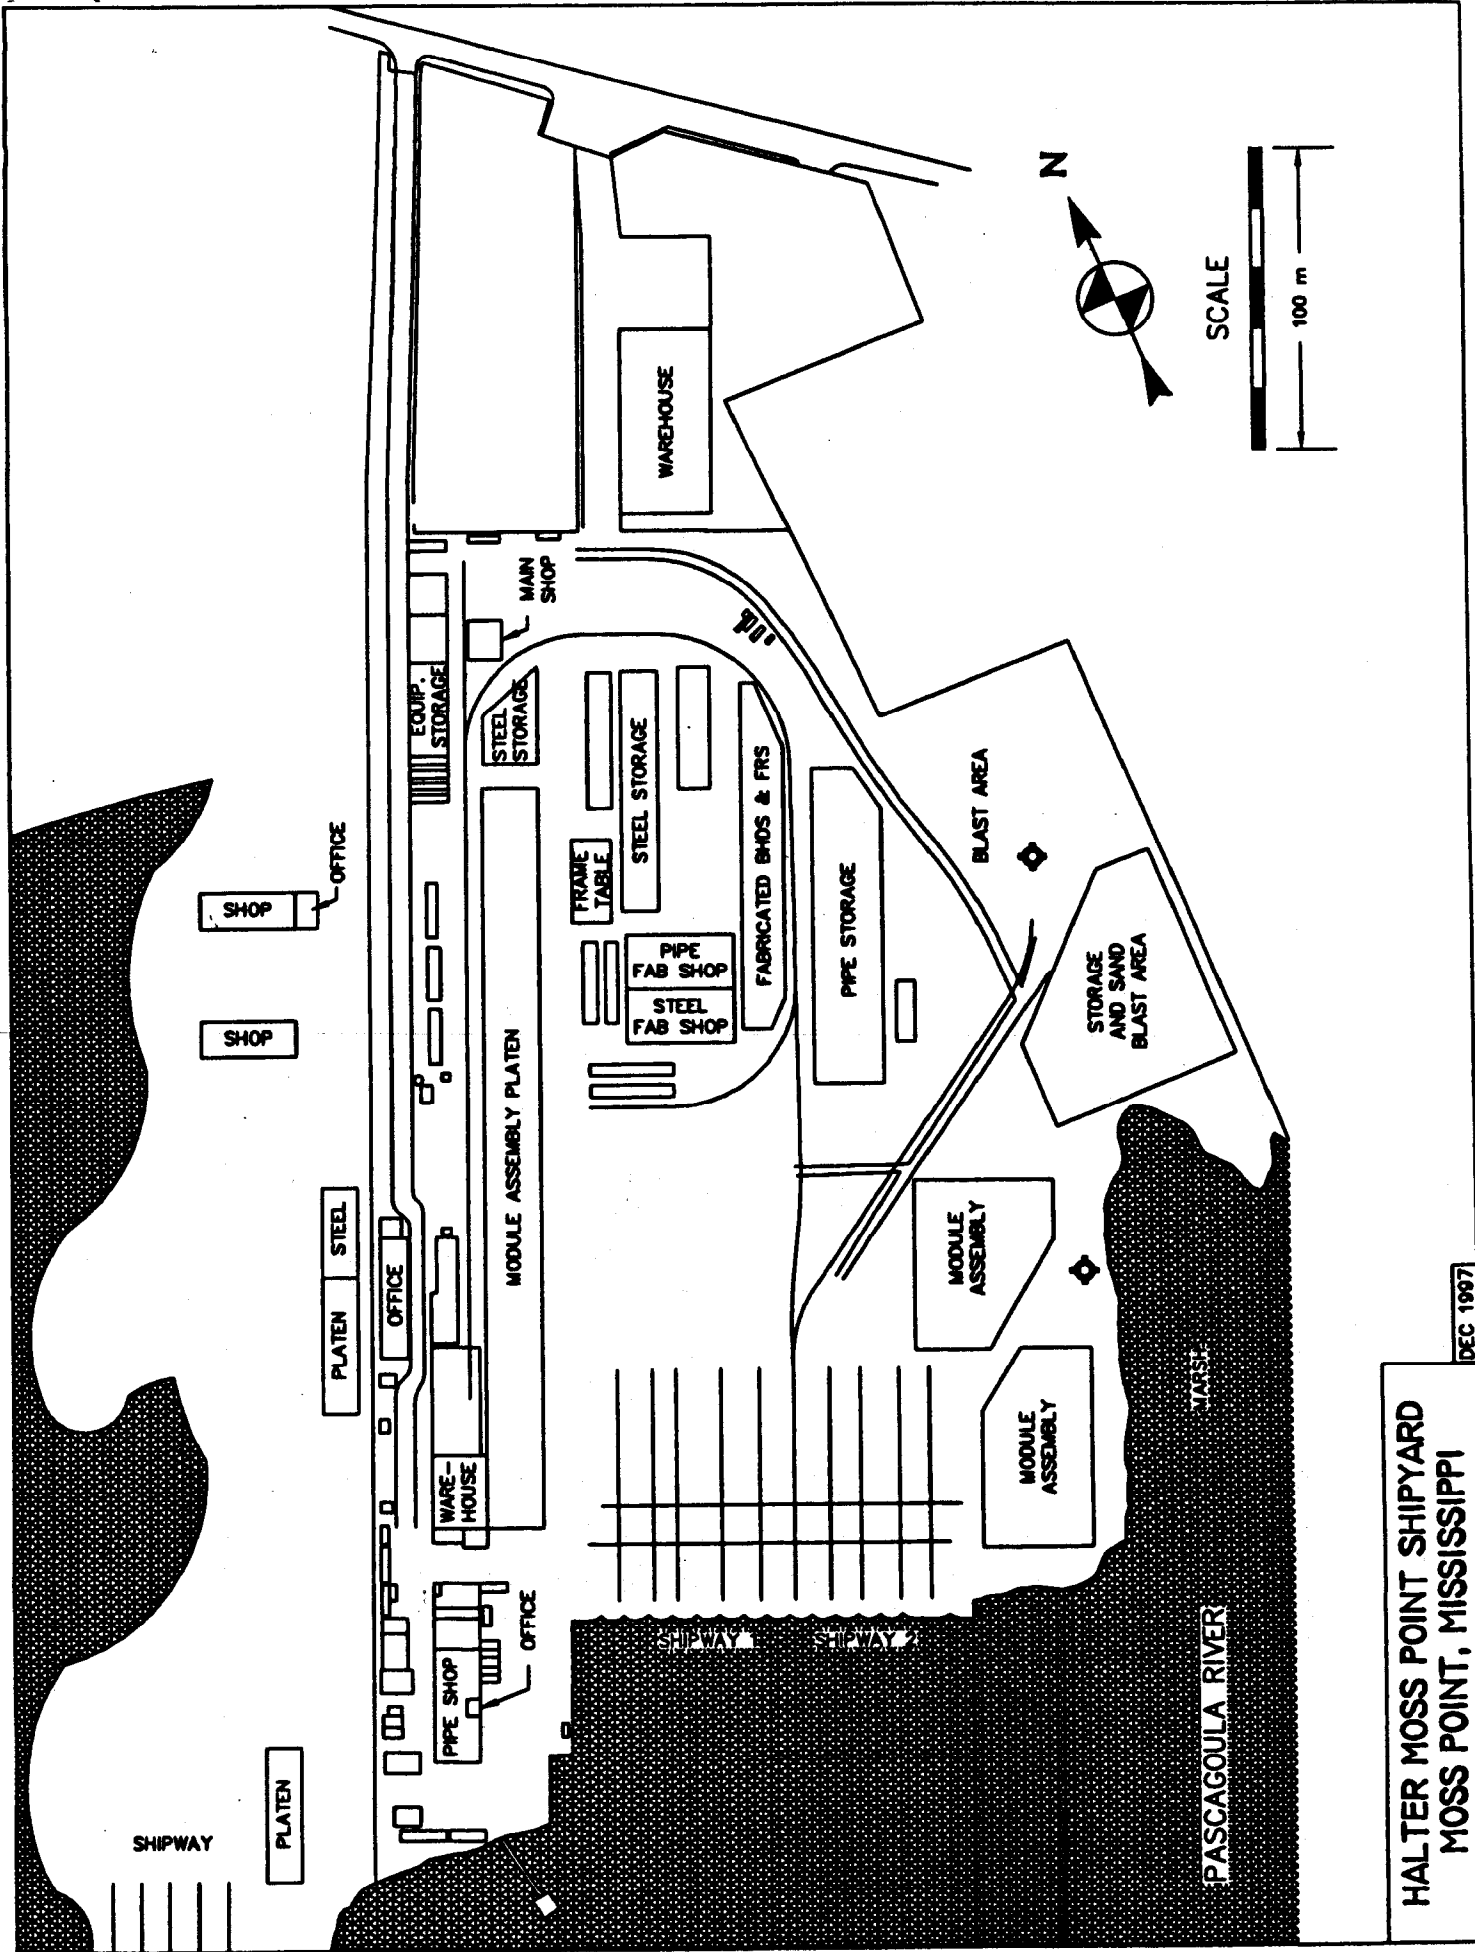 SHOP
OFFICE
SHOP
PLATEN
STEEL
PLATEN
SHIPWAY
OFFICE
EQUIP.
STORAGE
MAIN
SHOP
STEEL
STORAGE
MODULE ASSEMBLY PLATEN
WARE-
HOUSE
PIPE SHOP
OFFICE
WAREHOUSE
STEEL STORAGE
FRAME
TABLE
PIPE
FAB SHOP
STEEL
FAB SHOP
FABRICATED BHDS & FRS
PIPE STORAGE
BLAST AREA
STORAGE
AND SAND
BLAST AREA
MODULE
ASSEMBLY
MODULE
ASSEMBLY
SHIPWAY 1
SHIPWAY 2
MARSH
PASCAGOULA RIVER
N
SCALE
100 m
HALTER MOSS POINT SHIPYARD
MOSS POINT, MISSISSIPPI
DEC 1997